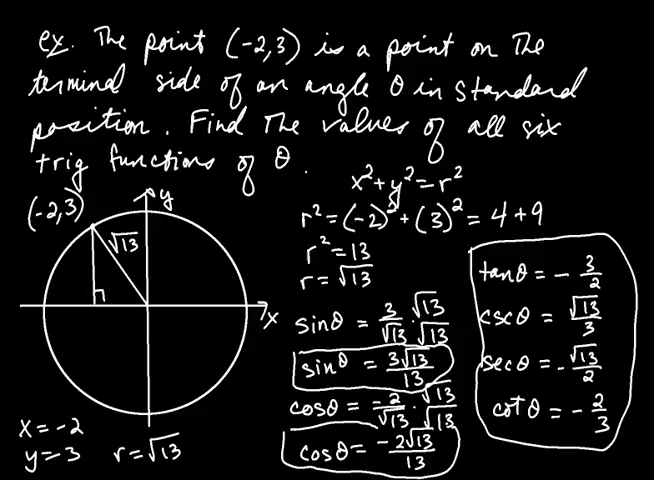 ex. The point (-2,3) is a point on the
terminal side of an angle θ in standard
position. Find the values of all six
trig functions of θ.
x² + y² = r²
(-2,3)
y
√13
x
r² = (-2)² + (3)² = 4 + 9
r² = 13
r = √13
sinθ = 3/√13 · √13/√13
sinθ = 3√13/13
cosθ = -2/√13 · √13/√13
cosθ = -2√13/13
tanθ = - 3/2
cscθ = √13/3
secθ = - √13/2
cotθ = - 2/3
x = -2
y = 3 r = √13